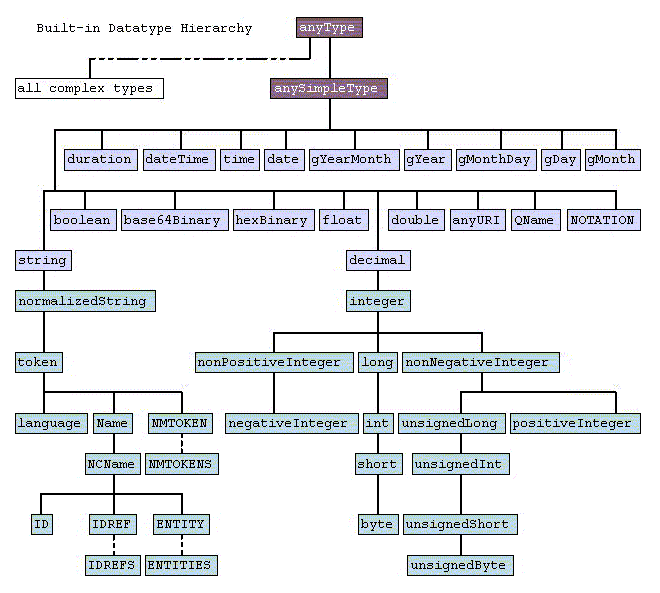 Built-in Datatype Hierarchy
anyType
all complex types
anySimpleType
duration dateTime time date gYearMonth gYear gMonthDay gDay gMonth
boolean base64Binary hexBinary float double anyURI QName NOTATION
string decimal
normalizedString integer
token nonPositiveInteger long nonNegativeInteger
language Name NMTOKEN negativeInteger int unsignedLong positiveInteger
NCName NMTOKENS short unsignedInt
ID IDREF ENTITY byte unsignedShort
IDREFS ENTITIES unsignedByte